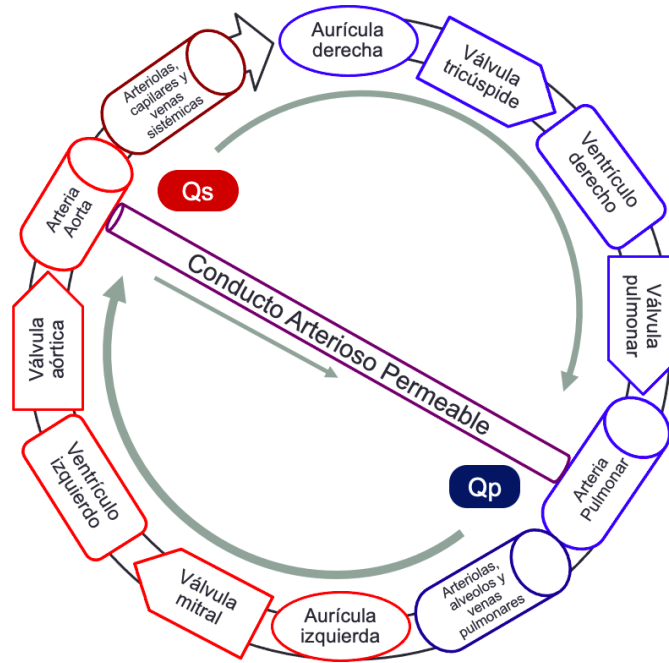 Aurícula
derecha
Válvula
tricúspide
Ventrículo
derecho
Válvula
pulmonar
Arteria
Pulmonar
Arteriolas,
alveolos y
venas
pulmonares
Aurícula
izquierda
Válvula
mitral
Ventrículo
izquierdo
Válvula
aórtica
Arteria
Aorta
Arteriolas,
capilares y
venas
sistémicas
Qs
Conducto Arterioso Permeable
Qp